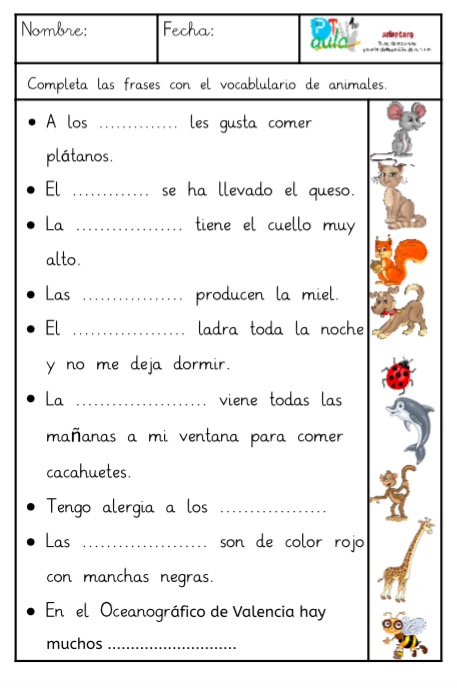 Nombre:
Fecha:
PT
aula
Completa las frases con el vocablulario de animales.
• A los .............. les gusta comer
plátanos.
• El .............. se ha llevado el queso.
• La ................... tiene el cuello muy
alto.
• Las .................. producen la miel.
• El .................... ladra toda la noche
y no me deja dormir.
• La ....................... viene todas las
mañanas a mi ventana para comer
cacahuetes.
• Tengo alergia a los ...................
• Las ...................... son de color rojo
con manchas negras.
• En el Oceanográfico de Valencia hay
muchos ...........................